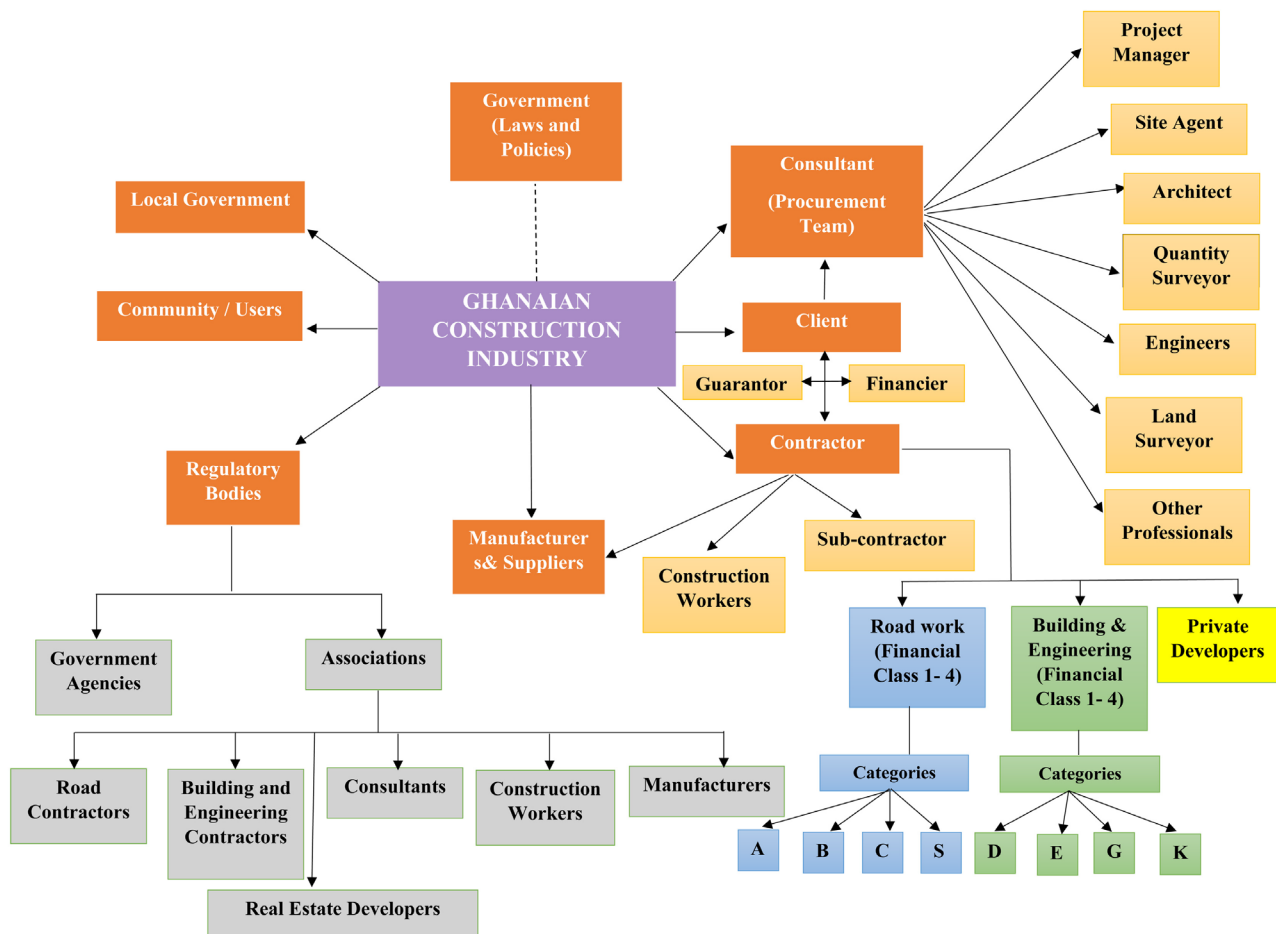 Project
Manager
Government
(Laws and
Policies)
Site Agent
Consultant
(Procurement
Team)
Local Government
Architect
Quantity
Surveyor
GHANAIAN
CONSTRUCTION
INDUSTRY
Community / Users
Client
Engineers
Guarantor
Financier
Land
Surveyor
Contractor
Regulatory
Bodies
Other
Professionals
Manufacturer
s& Suppliers
Sub-contractor
Construction
Workers
Road work
(Financial
Class 1- 4)
Building &
Engineering
(Financial
Class 1- 4)
Private
Developers
Government
Agencies
Associations
Road
Contractors
Building and
Engineering
Contractors
Consultants
Construction
Workers
Manufacturers
Categories
Categories
A
B
C
S
D
E
G
K
Real Estate Developers